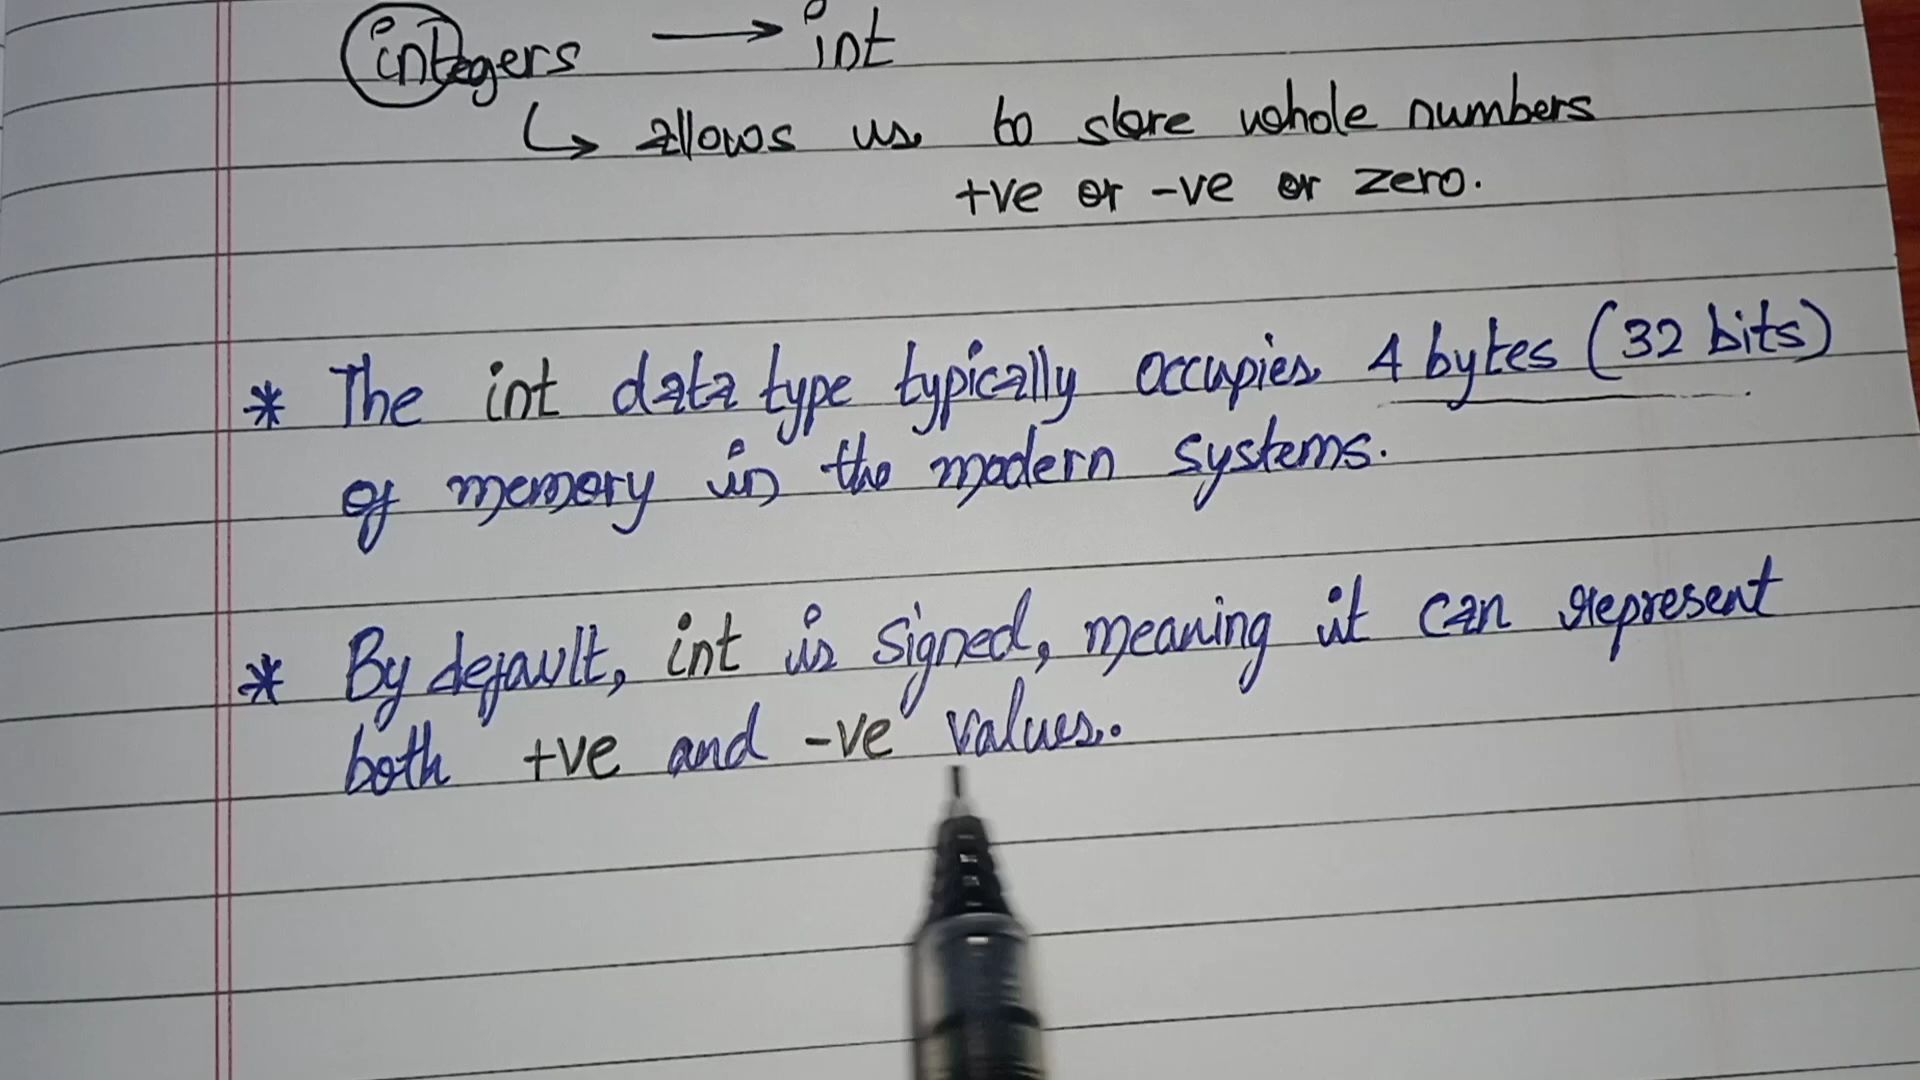 integers → int
↳ allows us to store whole numbers
+ve or -ve or zero.
* The int data type typically occupies 4 bytes (32 bits)
of memory in the modern systems.
* By default, int is signed, meaning it can represent
both +ve and -ve values.